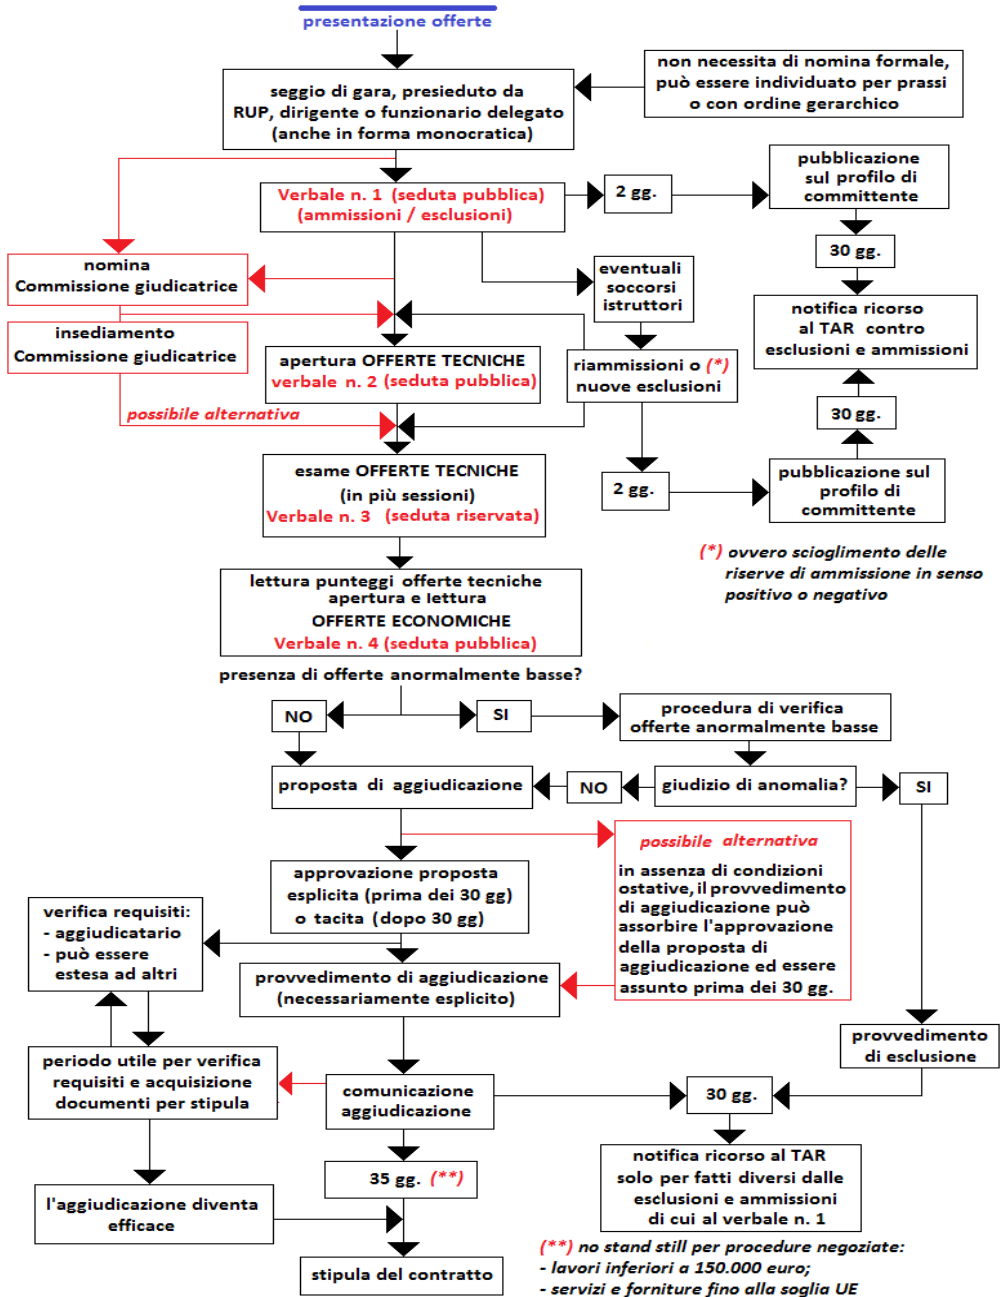 presentazione offerte
seggio di gara, presieduto da
RUP, dirigente o funzionario delegato
(anche in forma monocratica)
non necessita di nomina formale,
può essere individuato per prassi
o con ordine gerarchico
Verbale n. 1 (seduta pubblica)
(ammissioni / esclusioni)
2 gg.
pubblicazione
sul profilo di
committente
30 gg.
nomina
Commissione giudicatrice
eventuali
soccorsi
istruttori
notifica ricorso
al TAR contro
esclusioni e ammissioni
insediamento
Commissione giudicatrice
apertura OFFERTE TECNICHE
verbale n. 2 (seduta pubblica)
riammissioni o (*)
nuove esclusioni
possibile alternativa
30 gg.
esame OFFERTE TECNICHE
(in più sessioni)
Verbale n. 3 (seduta riservata)
2 gg.
pubblicazione sul
profilo di
committente
(*) ovvero scioglimento delle
riserve di ammissione in senso
positivo o negativo
lettura punteggi offerte tecniche
apertura e lettura
OFFERTE ECONOMICHE
Verbale n. 4 (seduta pubblica)
presenza di offerte anormalmente basse?
NO
SI
procedura di verifica
offerte anormalmente basse
proposta di aggiudicazione
NO
giudizio di anomalia?
SI
possibile alternativa
in assenza di condizioni
ostative, il provvedimento
di aggiudicazione può
assorbire l'approvazione
della proposta di
aggiudicazione ed essere
assunto prima dei 30 gg.
approvazione proposta
esplicita (prima dei 30 gg)
o tacita (dopo 30 gg)
verifica requisiti:
- aggiudicatario
- può essere
estesa ad altri
provvedimento di aggiudicazione
(necessariamente esplicito)
provvedimento
di esclusione
periodo utile per verifica
requisiti e acquisizione
documenti per stipula
comunicazione
aggiudicazione
30 gg.
35 gg. (**)
notifica ricorso al TAR
solo per fatti diversi dalle
esclusioni e ammissioni
di cui al verbale n. 1
l'aggiudicazione diventa
efficace
stipula del contratto
(**) no stand still per procedure negoziate:
- lavori inferiori a 150.000 euro;
- servizi e forniture fino alla soglia UE